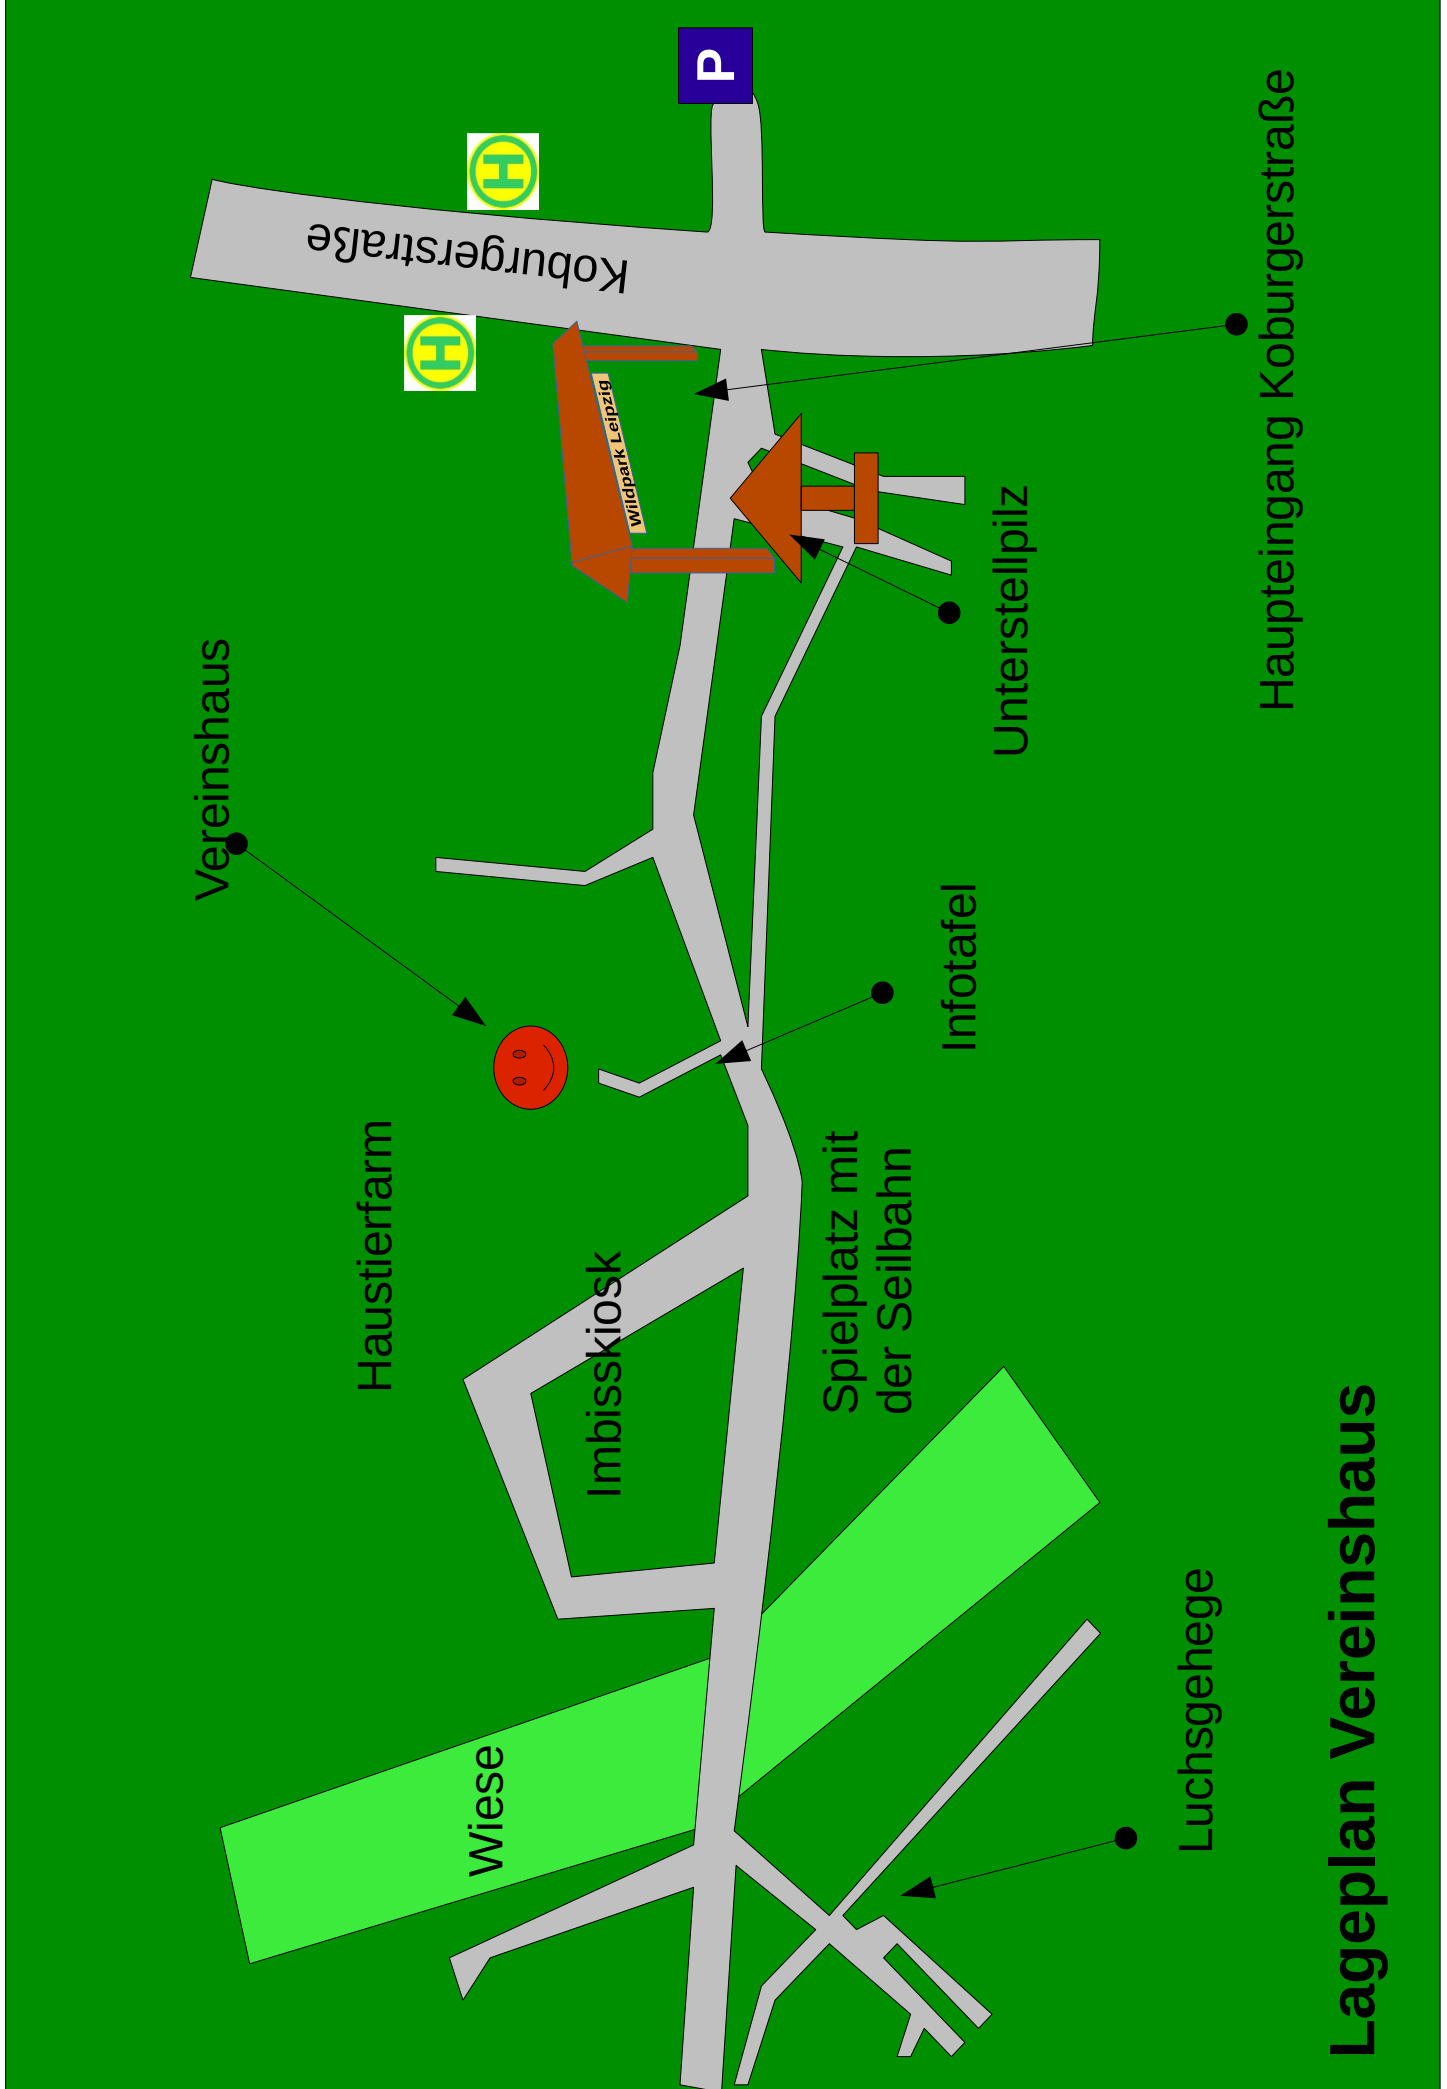 P
H
H
Koburgerstraße
Wildpark Leipzig
Haupteingang Koburgerstraße
Unterstellpilz
Vereinshaus
Infotafel
Haustierfarm
Imbisskiosk
Spielplatz mit
der Seilbahn
Wiese
Luchsgehege
Lageplan Vereinshaus